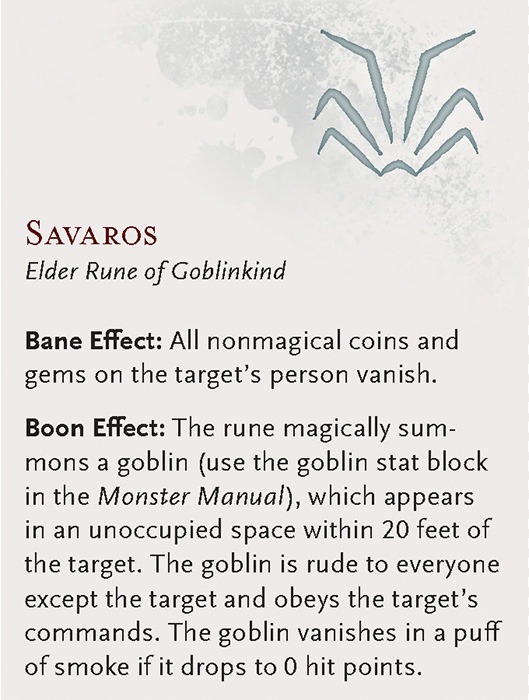 Savaros
Elder Rune of Goblinkind
Bane Effect: All nonmagical coins and
gems on the target's person vanish.
Boon Effect: The rune magically sum-
mons a goblin (use the goblin stat block
in the Monster Manual), which appears
in an unoccupied space within 20 feet of
the target. The goblin is rude to everyone
except the target and obeys the target's
commands. The goblin vanishes in a puff
of smoke if it drops to 0 hit points.